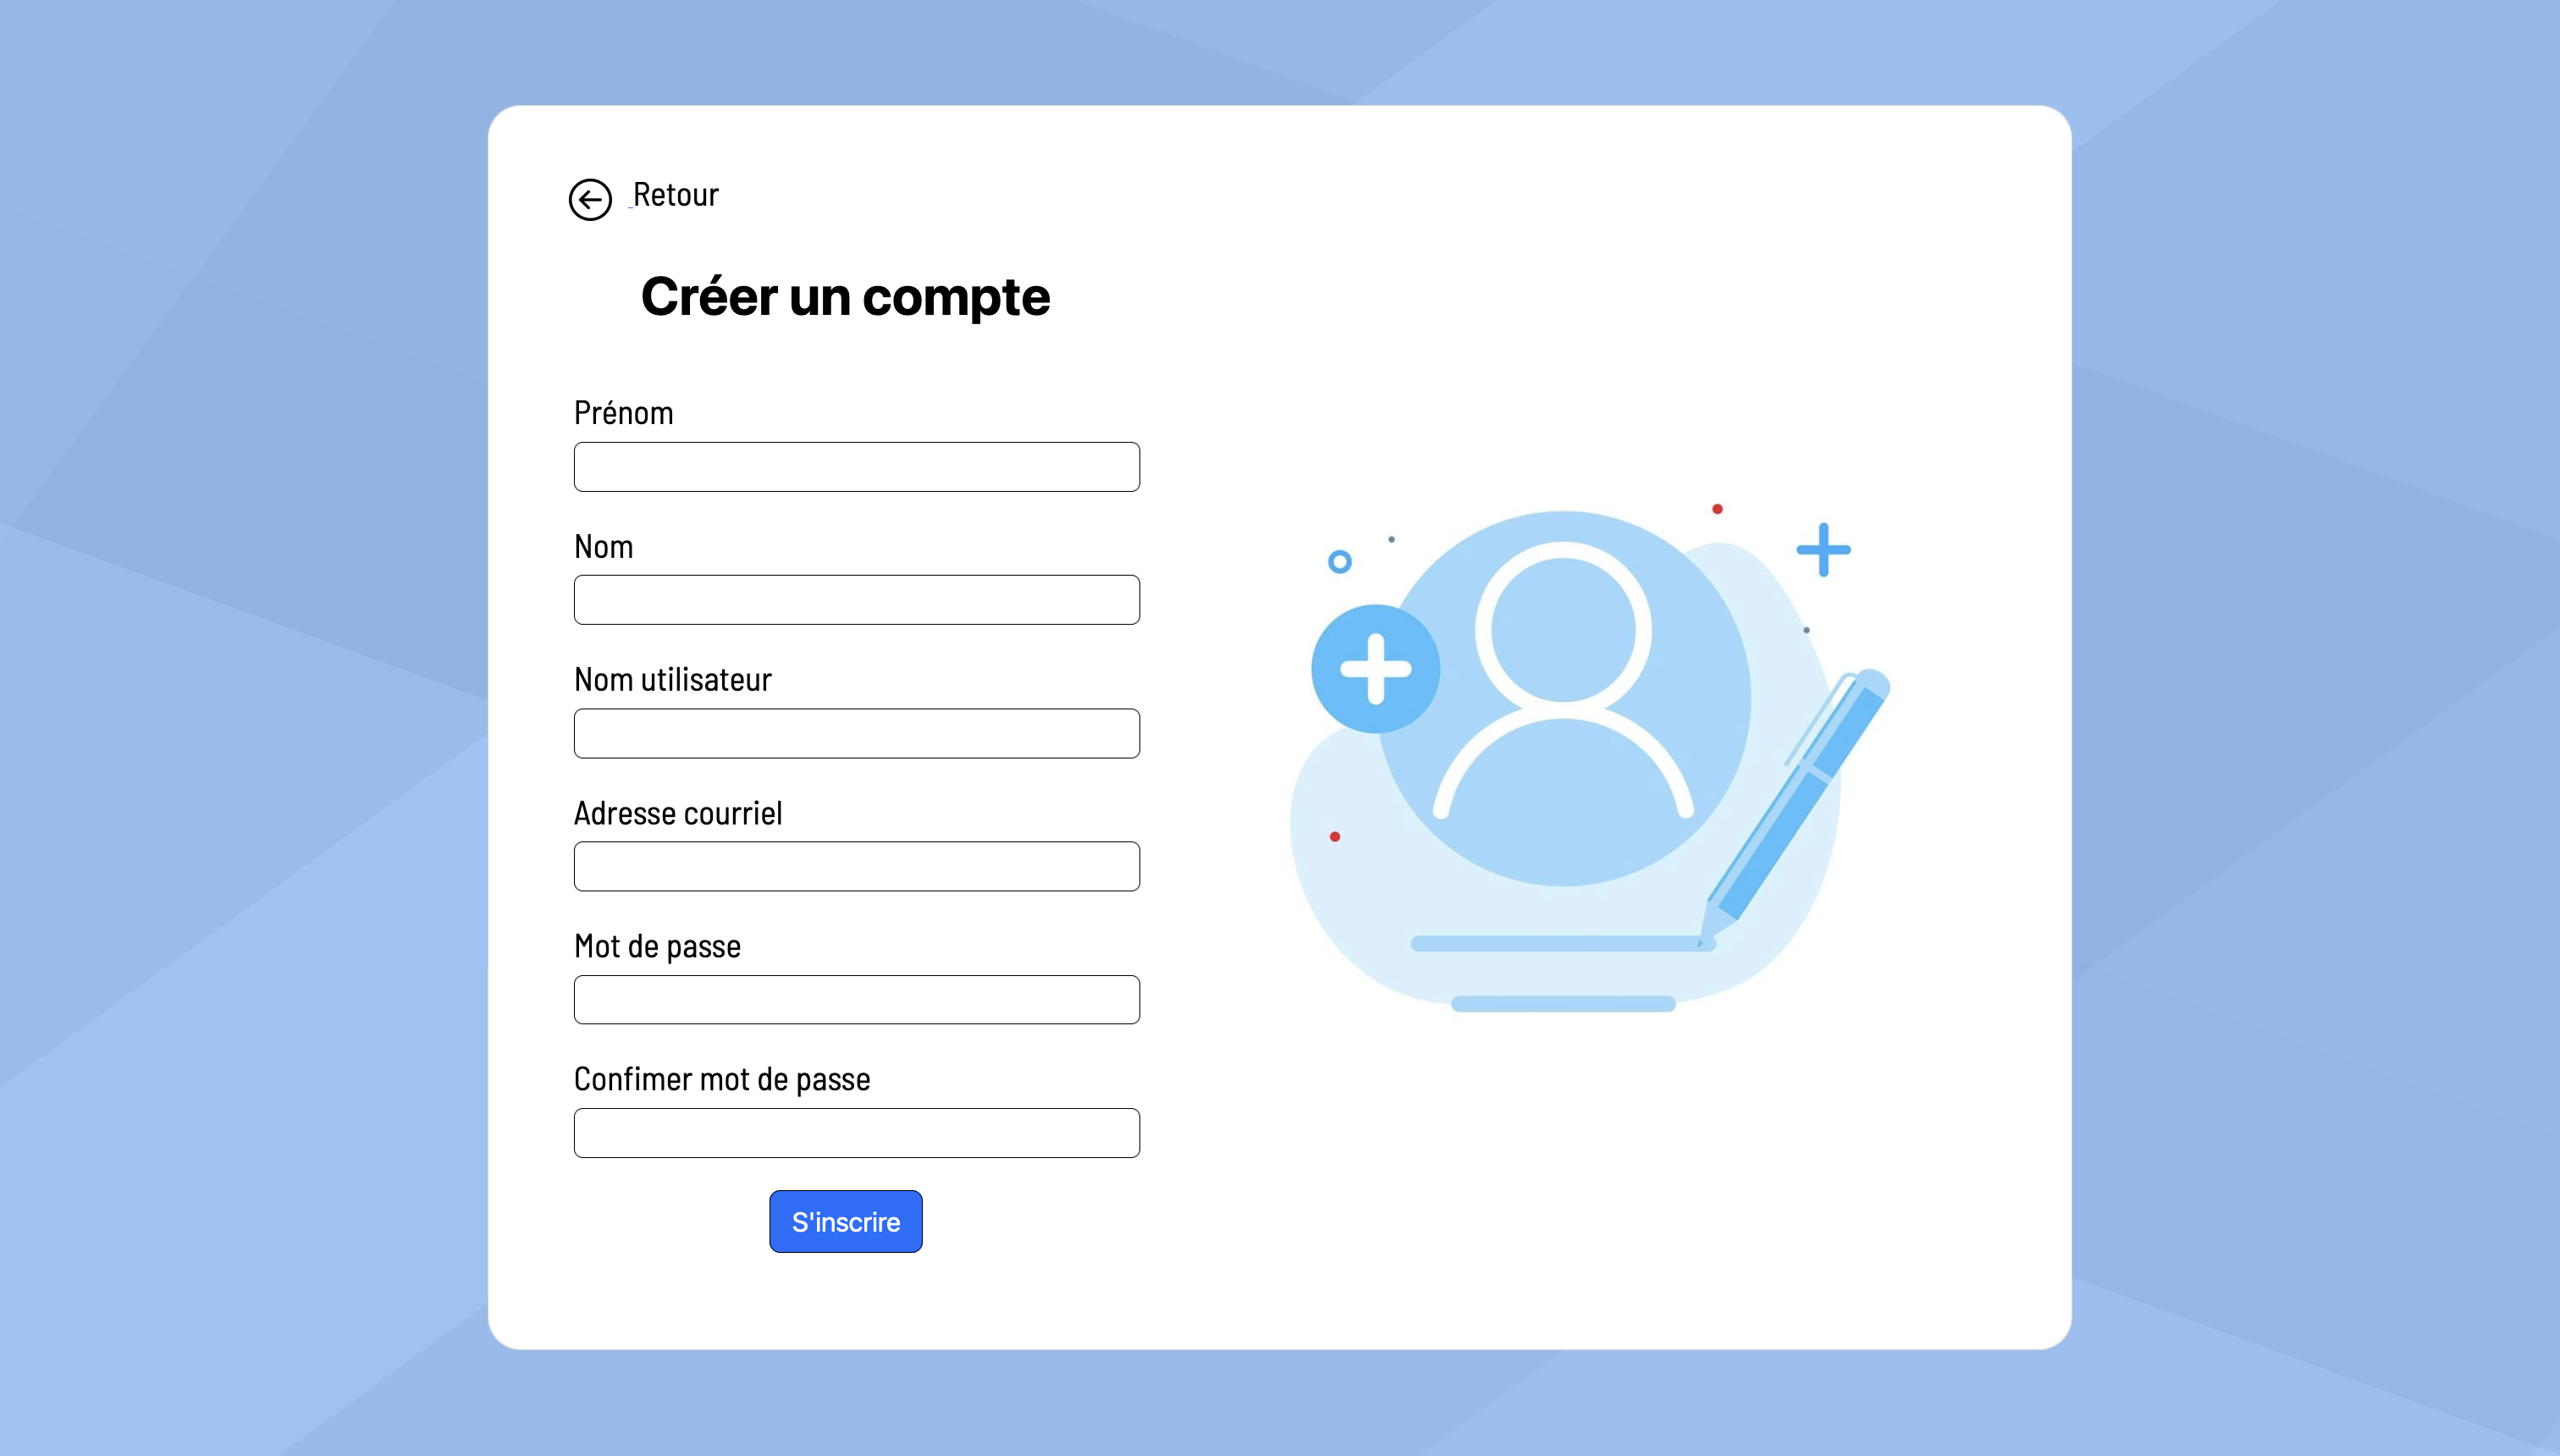 Retour
Créer un compte
Prénom
Nom
Nom utilisateur
Adresse courriel
Mot de passe
Confimer mot de passe
S'inscrire